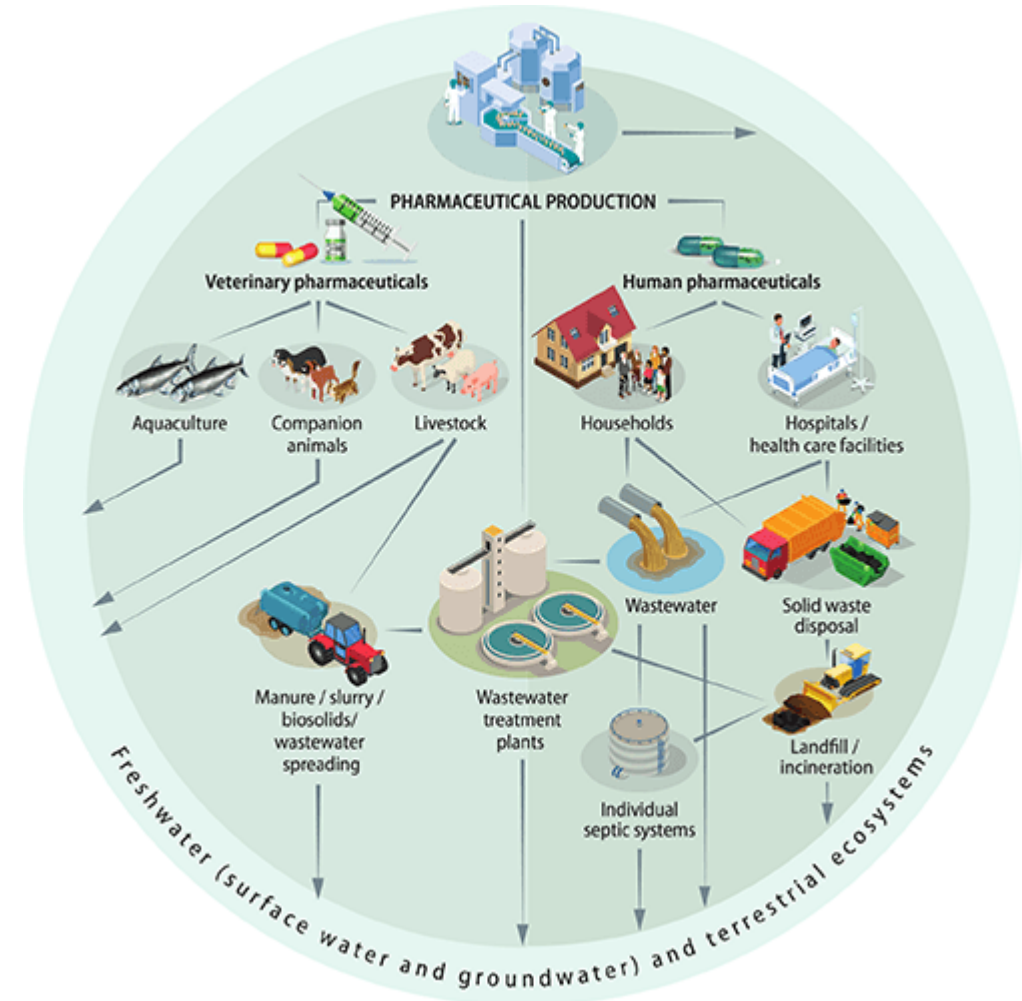 PHARMACEUTICAL PRODUCTION
Veterinary pharmaceuticals
Human pharmaceuticals
Aquaculture
Companion
animals
Livestock
Households
Hospitals /
health care facilities
Wastewater
Solid waste
disposal
Manure / slurry /
biosolids/
wastewater
spreading
Wastewater
treatment
plants
Landfill /
incineration
Individual
septic systems
Freshwater (surface water and groundwater) and terrestrial ecosystems